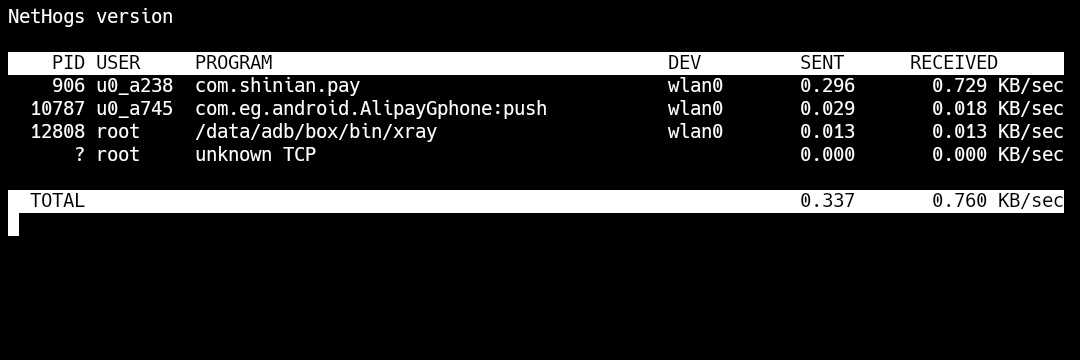 NetHogs version
PID USER PROGRAM DEV SENT RECEIVED
906 u0_a238 com.shinian.pay wlan0 0.296 0.729 KB/sec
10787 u0_a745 com.eg.android.AlipayGphone:push wlan0 0.029 0.018 KB/sec
12808 root /data/adb/box/bin/xray wlan0 0.013 0.013 KB/sec
? root unknown TCP 0.000 0.000 KB/sec
TOTAL 0.337 0.760 KB/sec